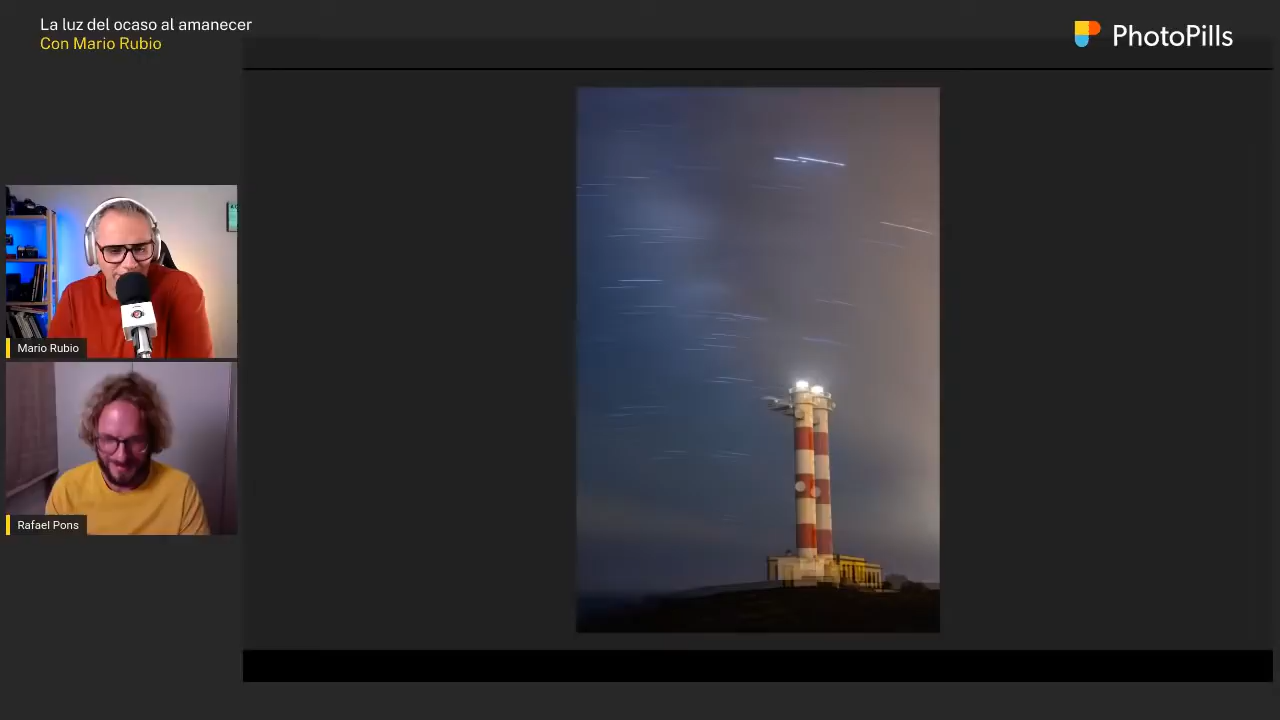 La luz del ocaso al amanecer
Con Mario Rubio
PhotoPills
Mario Rubio
Rafael Pons